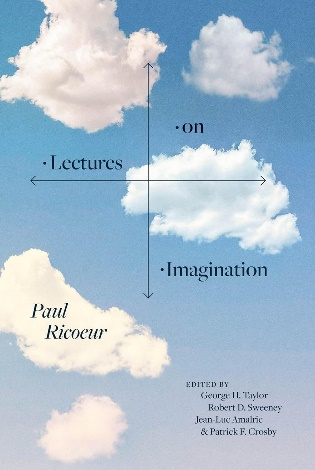 ·on
·Lectures
·Imagination
Paul
Ricoeur
EDITED BY
George H. Taylor
Robert D. Sweeney
Jean-Luc Amalric
& Patrick F. Crosby